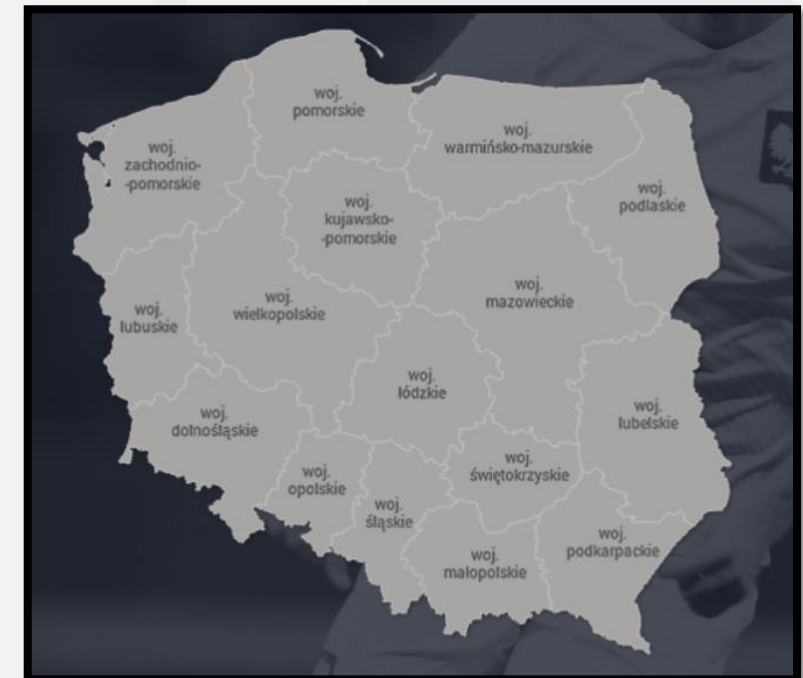 woj.
pomorskie
woj.
warmińsko-mazurskie
woj.
zachodnio-
-pomorskie
woj.
podlaskie
woj.
kujawsko-
-pomorskie
woj.
mazowieckie
woj.
wielkopolskie
woj.
lubuskie
woj.
łódzkie
woj.
lubelskie
woj.
dolnośląskie
woj.
świętokrzyskie
woj.
opolskie
woj.
śląskie
woj.
podkarpackie
woj.
małopolskie